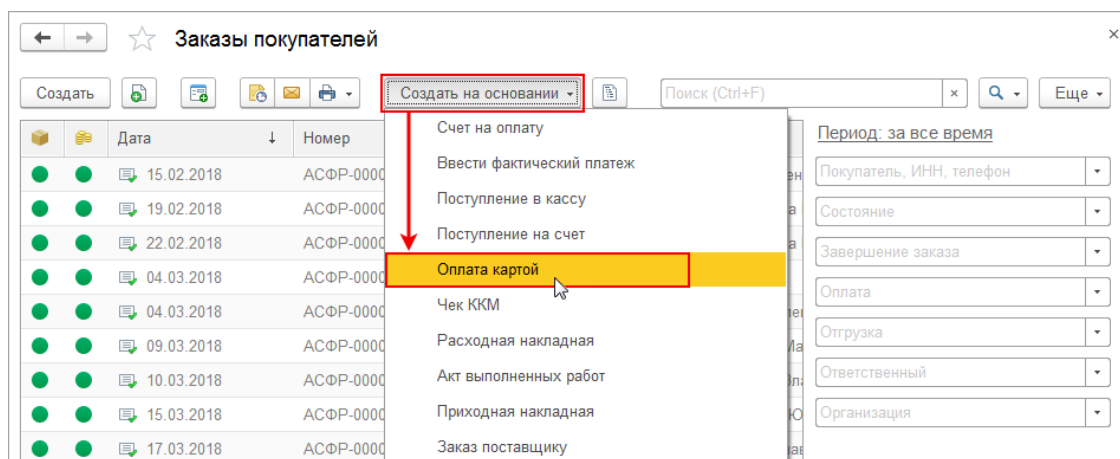 Заказы покупателей
Создать
Создать на основании
Поиск (Ctrl+F)
Еще
Дата Номер
Период: за все время
15.02.2018 АСФР-0000
19.02.2018 АСФР-0000
22.02.2018 АСФР-0000
04.03.2018 АСФР-0000
04.03.2018 АСФР-0000
09.03.2018 АСФР-0000
10.03.2018 АСФР-0000
15.03.2018 АСФР-0000
17.03.2018 АСФР-0000
Счет на оплату
Ввести фактический платеж
Поступление в кассу
Поступление на счет
Оплата картой
Чек ККМ
Расходная накладная
Акт выполненных работ
Приходная накладная
Заказ поставщику
Покупатель, ИНН, телефон
Состояние
Завершение заказа
Оплата
Отгрузка
Ответственный
Организация